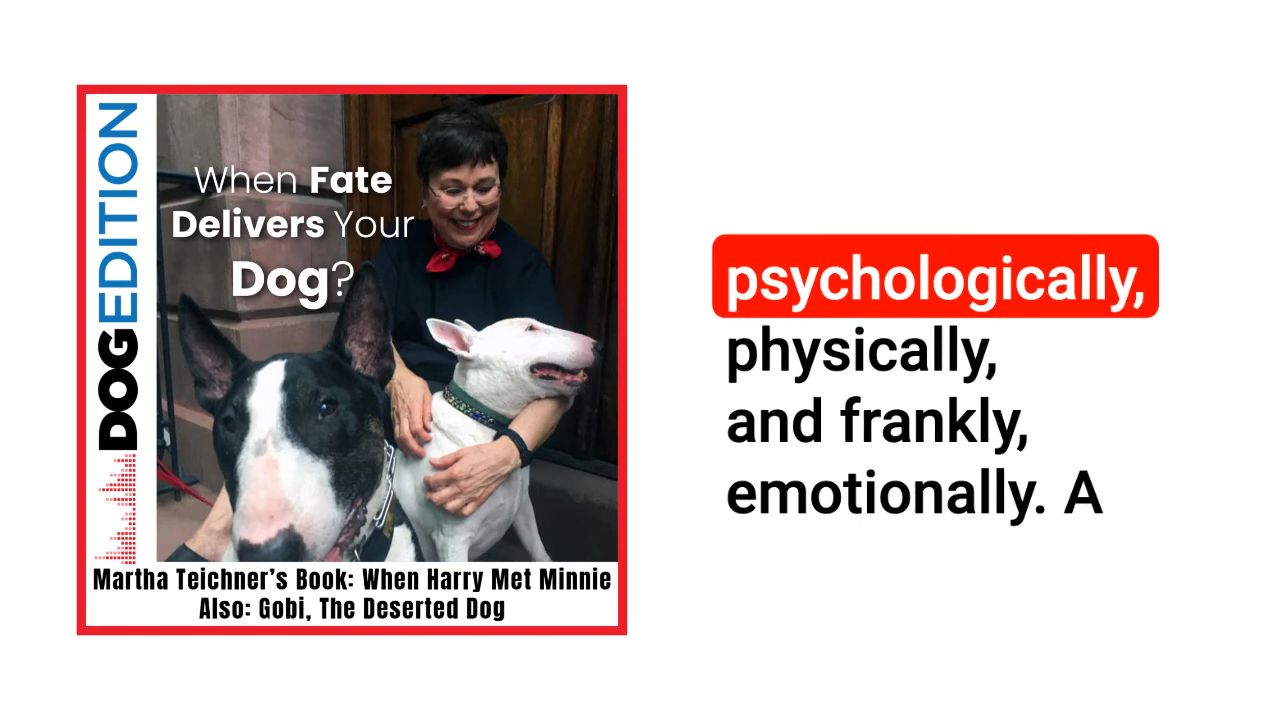 DOGEDITION
When Fate
Delivers Your
Dog?
Martha Teichner's Book: When Harry Met Minnie
Also: Gobi, The Deserted Dog
psychologically,
physically,
and frankly,
emotionally. A